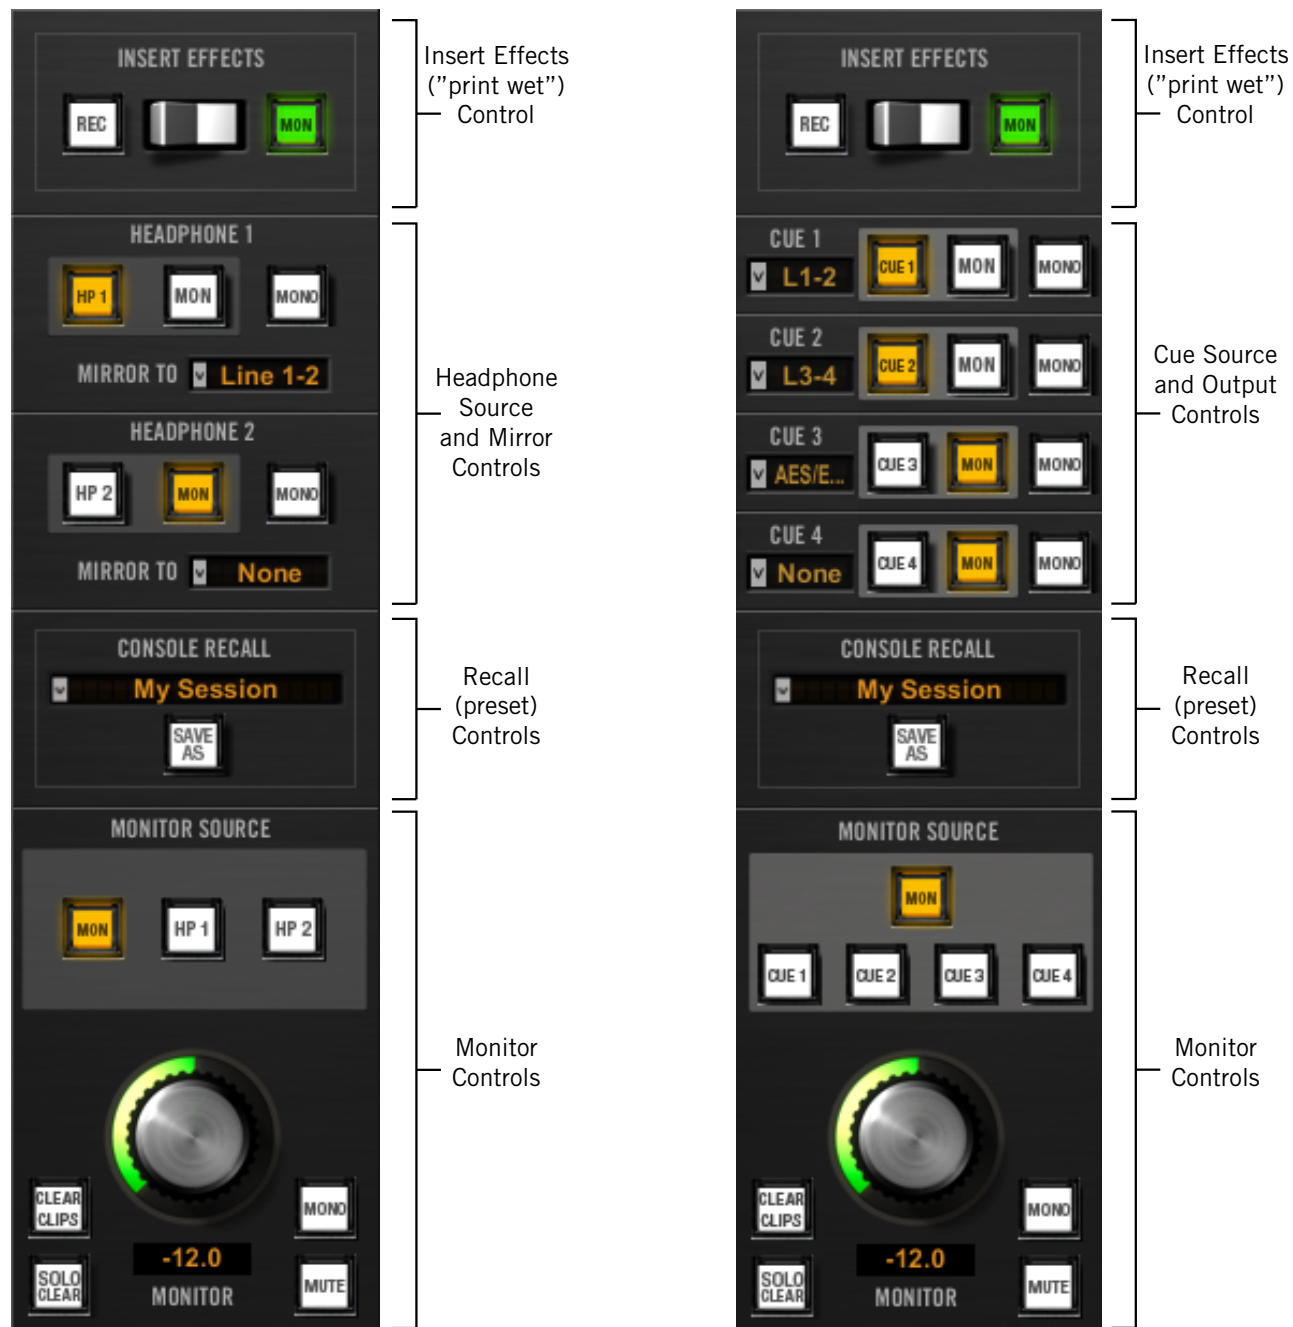 INSERT EFFECTS
REC
MON
Insert Effects
(”print wet”)
Control
HEADPHONE 1
HP 1
MON
MONO
MIRROR TO
Line 1-2
HEADPHONE 2
HP 2
MON
MONO
MIRROR TO
None
Headphone
Source
and Mirror
Controls
CONSOLE RECALL
My Session
SAVE
AS
Recall
(preset)
Controls
MONITOR SOURCE
MON
HP 1
HP 2
CLEAR
CLIPS
MONO
-12.0
SOLO
CLEAR
MONITOR
MUTE
Monitor
Controls
INSERT EFFECTS
REC
MON
Insert Effects
(”print wet”)
Control
CUE 1
L1-2
CUE 1
MON
MONO
CUE 2
L3-4
CUE 2
MON
MONO
CUE 3
AES/E...
CUE 3
MON
MONO
CUE 4
None
CUE 4
MON
MONO
Cue Source
and Output
Controls
CONSOLE RECALL
My Session
SAVE
AS
Recall
(preset)
Controls
MONITOR SOURCE
MON
CUE 1
CUE 2
CUE 3
CUE 4
CLEAR
CLIPS
MONO
-12.0
SOLO
CLEAR
MONITOR
MUTE
Monitor
Controls